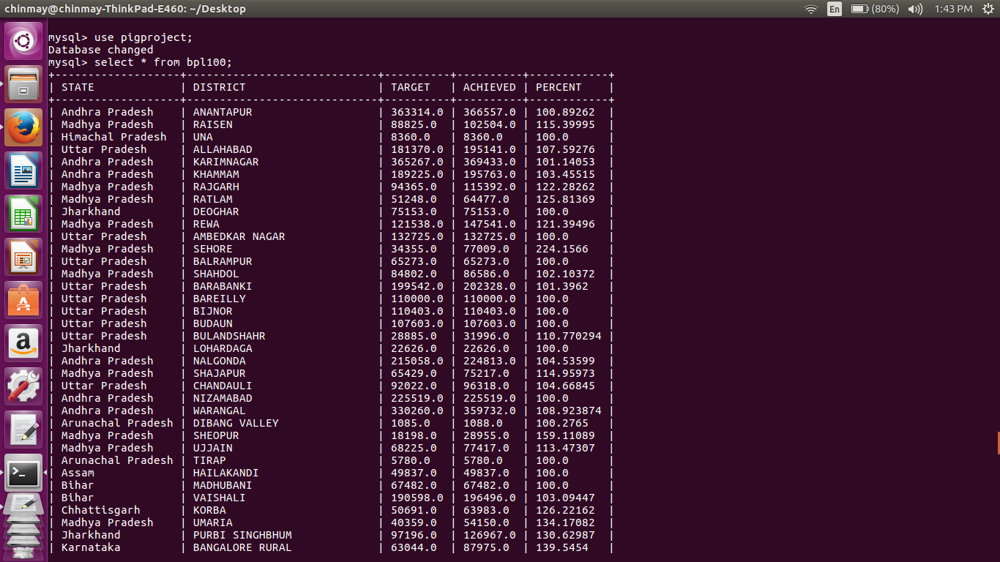 chinmay@chinmay-ThinkPad-E460: ~/Desktop En (80%) 1:43 PM
mysql> use pigproject;
Database changed
mysql> select * from bpl100;
+-------------------+-----------------------------+----------+----------+------------+
| STATE | DISTRICT | TARGET | ACHIEVED | PERCENT |
+-------------------+-----------------------------+----------+----------+------------+
| Andhra Pradesh | ANANTAPUR | 363314.0 | 366557.0 | 100.89262 |
| Madhya Pradesh | RAISEN | 88825.0 | 102504.0 | 115.39995 |
| Himachal Pradesh | UNA | 8360.0 | 8360.0 | 100.0 |
| Uttar Pradesh | ALLAHABAD | 181370.0 | 195141.0 | 107.59276 |
| Andhra Pradesh | KARIMNAGAR | 365267.0 | 369433.0 | 101.14053 |
| Andhra Pradesh | KHAMMAM | 189225.0 | 195763.0 | 103.45515 |
| Madhya Pradesh | RAJGARH | 94365.0 | 115392.0 | 122.28262 |
| Madhya Pradesh | RATLAM | 51248.0 | 64477.0 | 125.81369 |
| Jharkhand | DEOGHAR | 75153.0 | 75153.0 | 100.0 |
| Madhya Pradesh | REWA | 121538.0 | 147541.0 | 121.39496 |
| Uttar Pradesh | AMBEDKAR NAGAR | 132725.0 | 132725.0 | 100.0 |
| Madhya Pradesh | SEHORE | 34355.0 | 77009.0 | 224.1566 |
| Uttar Pradesh | BALRAMPUR | 65273.0 | 65273.0 | 100.0 |
| Madhya Pradesh | SHAHDOL | 84802.0 | 86586.0 | 102.10372 |
| Uttar Pradesh | BARABANKI | 199542.0 | 202328.0 | 101.3962 |
| Uttar Pradesh | BAREILLY | 110000.0 | 110000.0 | 100.0 |
| Uttar Pradesh | BIJNOR | 110403.0 | 110403.0 | 100.0 |
| Uttar Pradesh | BUDAUN | 107603.0 | 107603.0 | 100.0 |
| Uttar Pradesh | BULANDSHAHR | 28885.0 | 31996.0 | 110.770294 |
| Jharkhand | LOHARDAGA | 22626.0 | 22626.0 | 100.0 |
| Andhra Pradesh | NALGONDA | 215058.0 | 224813.0 | 104.53599 |
| Madhya Pradesh | SHAJAPUR | 65429.0 | 75217.0 | 114.95973 |
| Uttar Pradesh | CHANDAULI | 92022.0 | 96318.0 | 104.66845 |
| Andhra Pradesh | NIZAMABAD | 225519.0 | 225519.0 | 100.0 |
| Andhra Pradesh | WARANGAL | 330260.0 | 359732.0 | 108.923874 |
| Arunachal Pradesh | DIBANG VALLEY | 1085.0 | 1088.0 | 100.2765 |
| Madhya Pradesh | SHEOPUR | 18198.0 | 28955.0 | 159.11089 |
| Madhya Pradesh | UJJAIN | 68225.0 | 77417.0 | 113.47307 |
| Arunachal Pradesh | TIRAP | 5780.0 | 5780.0 | 100.0 |
| Assam | HAILAKANDI | 49837.0 | 49837.0 | 100.0 |
| Bihar | MADHUBANI | 67482.0 | 67482.0 | 100.0 |
| Bihar | VAISHALI | 190598.0 | 196496.0 | 103.09447 |
| Chhattisgarh | KORBA | 50691.0 | 63983.0 | 126.22162 |
| Madhya Pradesh | UMARIA | 40359.0 | 54150.0 | 134.17082 |
| Jharkhand | PURBI SINGHBHUM | 97196.0 | 126967.0 | 130.62987 |
| Karnataka | BANGALORE RURAL | 63044.0 | 87975.0 | 139.5454 |